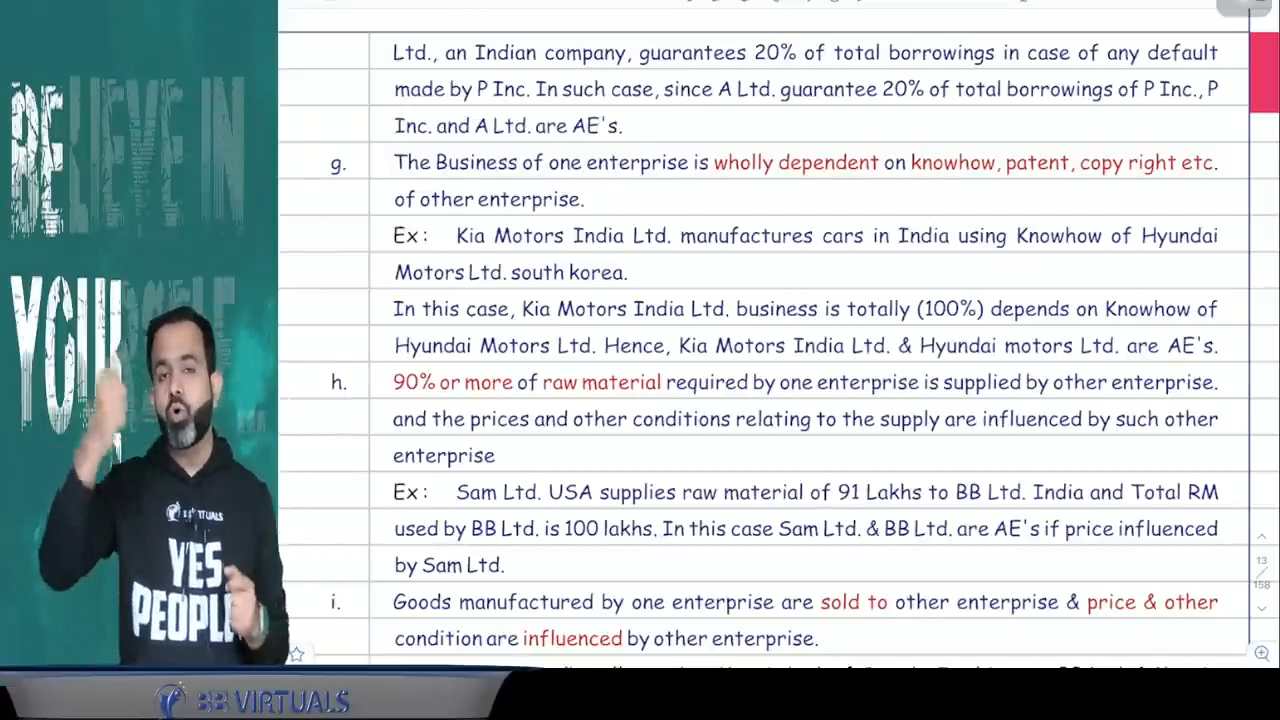 BELIEVE IN
YOUR
Ltd., an Indian company, guarantees 20% of total borrowings in case of any default
made by P Inc. In such case, since A Ltd. guarantee 20% of total borrowings of P Inc., P
Inc. and A Ltd. are AE's.
g. The Business of one enterprise is wholly dependent on knowhow, patent, copy right etc.
of other enterprise.
Ex: Kia Motors India Ltd. manufactures cars in India using Knowhow of Hyundai
Motors Ltd. south korea.
In this case, Kia Motors India Ltd. business is totally (100%) depends on Knowhow of
Hyundai Motors Ltd. Hence, Kia Motors India Ltd. & Hyundai motors Ltd. are AE's.
h. 90% or more of raw material required by one enterprise is supplied by other enterprise.
and the prices and other conditions relating to the supply are influenced by such other
enterprise
Ex: Sam Ltd. USA supplies raw material of 91 Lakhs to BB Ltd. India and Total RM
used by BB Ltd. is 100 lakhs. In this case Sam Ltd. & BB Ltd. are AE's if price influenced
by Sam Ltd.
i. Goods manufactured by one enterprise are sold to other enterprise & price & other
condition are influenced by other enterprise.
13
/
158
YES
PEOPLE
BB VIRTUALS